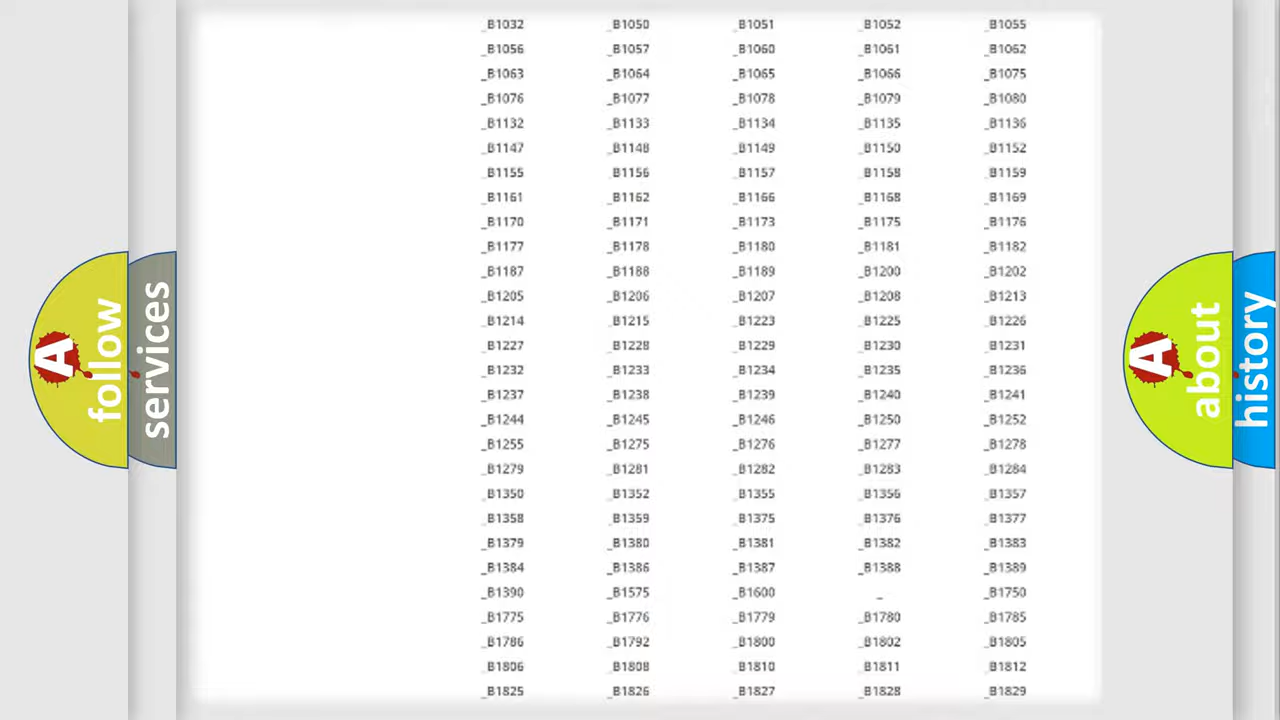 _B1032 _B1050 _B1051 _B1052 _B1055
_B1056 _B1057 _B1060 _B1061 _B1062
_B1063 _B1064 _B1065 _B1066 _B1075
_B1076 _B1077 _B1078 _B1079 _B1080
_B1132 _B1133 _B1134 _B1135 _B1136
_B1147 _B1148 _B1149 _B1150 _B1152
_B1155 _B1156 _B1157 _B1158 _B1159
_B1161 _B1162 _B1166 _B1168 _B1169
_B1170 _B1171 _B1173 _B1175 _B1176
_B1177 _B1178 _B1180 _B1181 _B1182
_B1187 _B1188 _B1189 _B1200 _B1202
_B1205 _B1206 _B1207 _B1208 _B1213
_B1214 _B1215 _B1223 _B1225 _B1226
_B1227 _B1228 _B1229 _B1230 _B1231
_B1232 _B1233 _B1234 _B1235 _B1236
_B1237 _B1238 _B1239 _B1240 _B1241
_B1244 _B1245 _B1246 _B1250 _B1252
_B1255 _B1275 _B1276 _B1277 _B1278
_B1279 _B1281 _B1282 _B1283 _B1284
_B1350 _B1352 _B1355 _B1356 _B1357
_B1358 _B1359 _B1375 _B1376 _B1377
_B1379 _B1380 _B1381 _B1382 _B1383
_B1384 _B1386 _B1387 _B1388 _B1389
_B1390 _B1575 _B1600 _ _B1750
_B1775 _B1776 _B1779 _B1780 _B1785
_B1786 _B1792 _B1800 _B1802 _B1805
_B1806 _B1808 _B1810 _B1811 _B1812
_B1825 _B1826 _B1827 _B1828 _B1829
A
follow
services
A
about
history